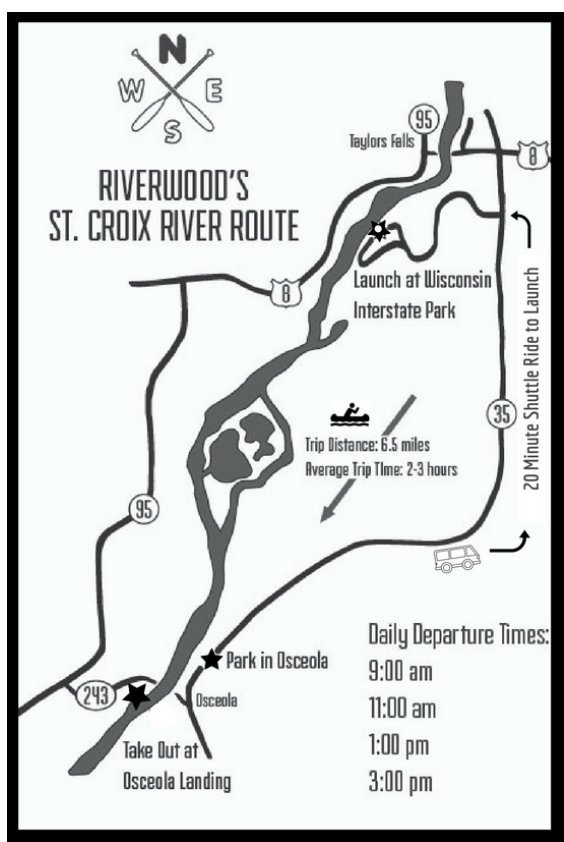 N
W E
S
RIVERWOOD'S
ST. CROIX RIVER ROUTE
95
Taylors Falls
8
Launch at Wisconsin
Interstate Park
8
20 Minute Shuttle Ride to Launch
35
Trip Distance: 6.5 miles
Average Trip TIme: 2-3 hours
95
Park in Osceola
243
Osceola
Take Out at
Osceola Landing
Daily Departure Times:
9:00 am
11:00 am
1:00 pm
3:00 pm